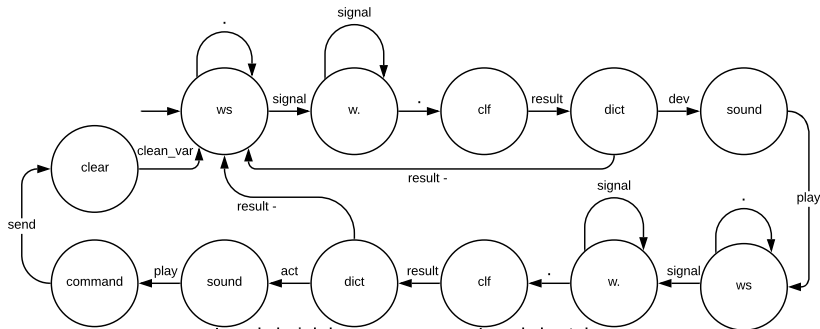 signal
.
ws
signal
w.
.
clf
result
dict
dev
sound
clear
clean_var
result -
play
send
result -
signal
.
command
play
sound
act
dict
result
clf
.
w.
signal
ws